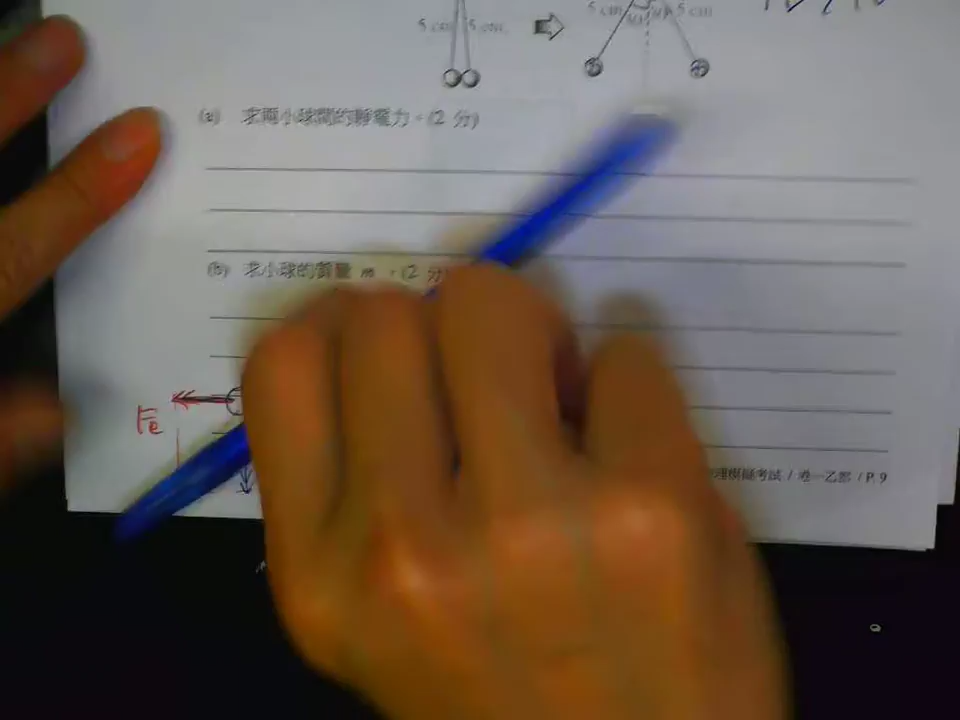 5 cm 5 cm 5 cm 5 cm
(a) 求兩小球間的靜電力。(2 分)
(b) 求小球的質量 m 。(2 分
Fe
理模擬考試 / 卷一乙部 / P.9